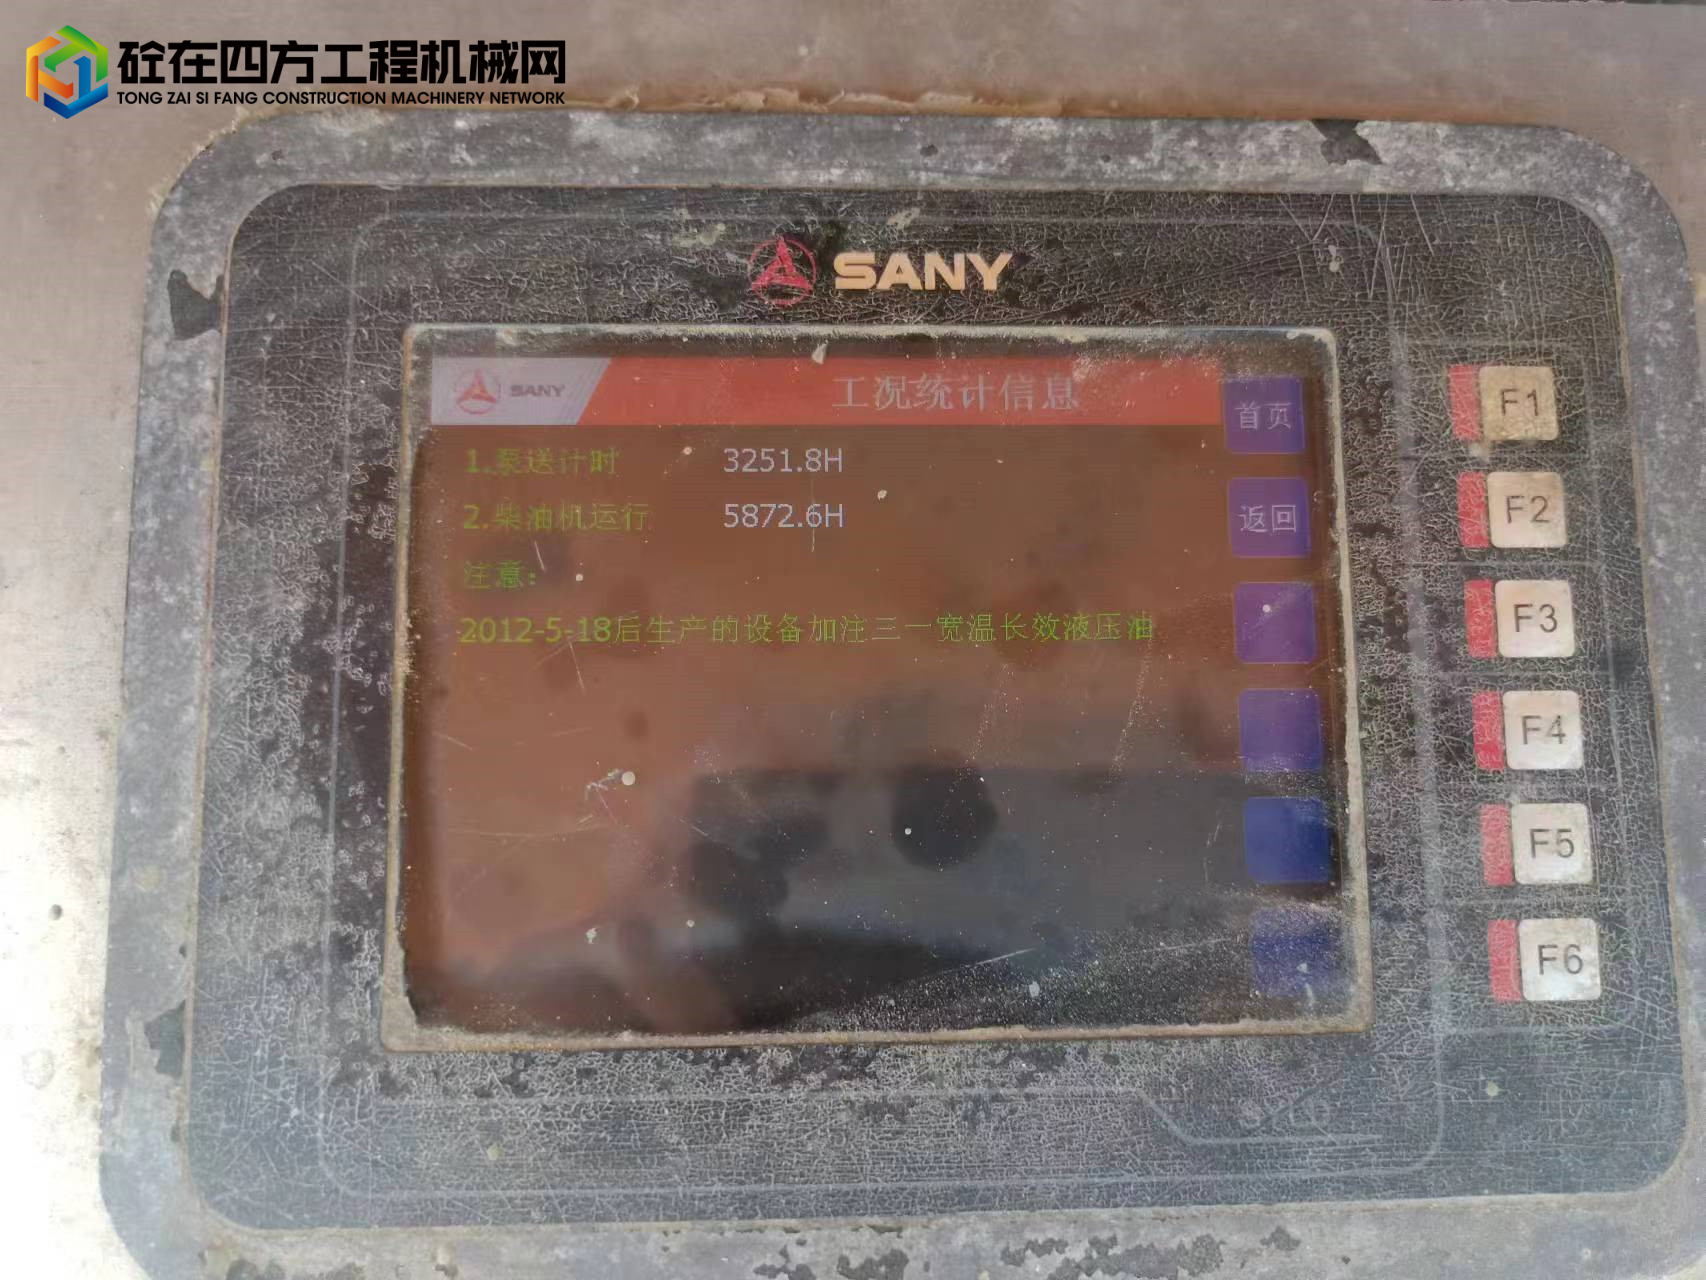 砼在四方工程机械网
TONG ZAI SI FANG CONSTRUCTION MACHINERY NETWORK
SANY
SANY
工况统计信息
首页
F1
1.泵送计时 3251.8H
2.柴油机运行 5872.6H
返回
F2
注意:
2012-5-18后生产的设备加注三一宽温长效液压油
F3
F4
F5
F6